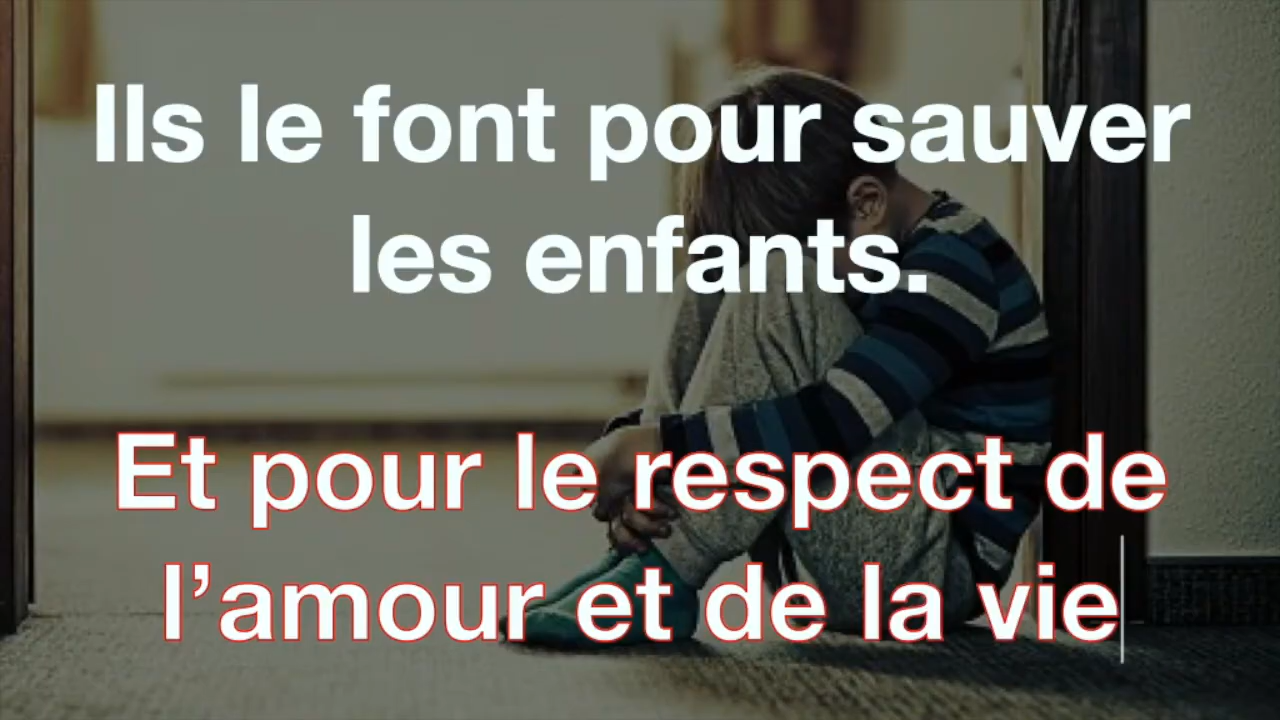 Ils le font pour sauver
les enfants.
Et pour le respect de
l’amour et de la vie